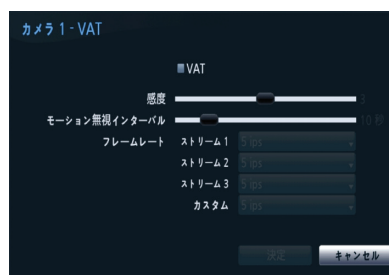 カメラ 1 - VAT
VAT
感度 3
モーション無視インターバル 10 秒
フレームレート ストリーム 1 5 ips
ストリーム 2 5 ips
ストリーム 3 5 ips
カスタム 5 ips
決定 キャンセル